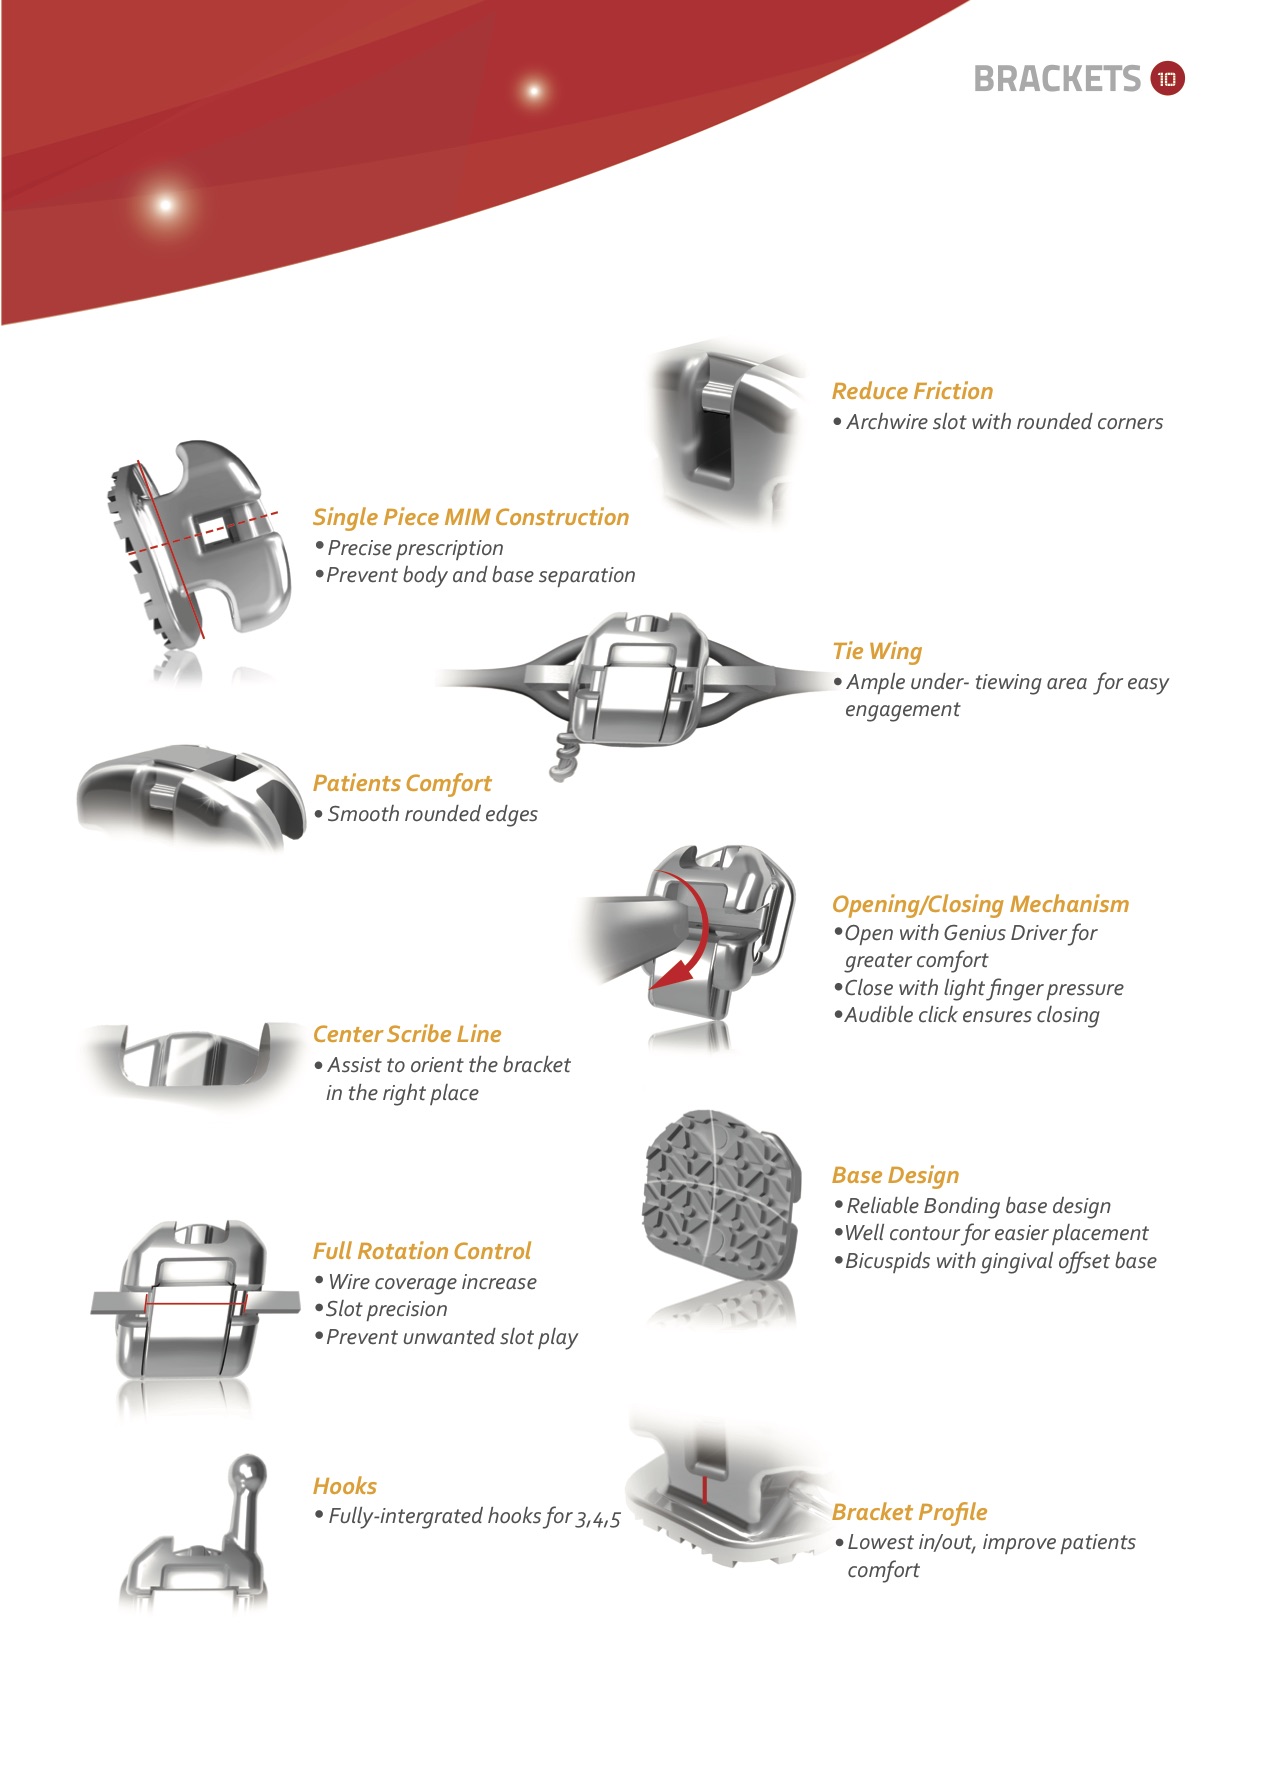 BRACKETS 10
Reduce Friction
• Archwire slot with rounded corners
Single Piece MIM Construction
• Precise prescription
• Prevent body and base separation
Tie Wing
• Ample under- tiewing area for easy
engagement
Patients Comfort
• Smooth rounded edges
Opening/Closing Mechanism
• Open with Genius Driver for
greater comfort
• Close with light finger pressure
• Audible click ensures closing
Center Scribe Line
• Assist to orient the bracket
in the right place
Base Design
• Reliable Bonding base design
• Well contour for easier placement
• Bicuspids with gingival offset base
Full Rotation Control
• Wire coverage increase
• Slot precision
• Prevent unwanted slot play
Hooks
• Fully-intergrated hooks for 3,4,5
Bracket Profile
• Lowest in/out, improve patients
comfort